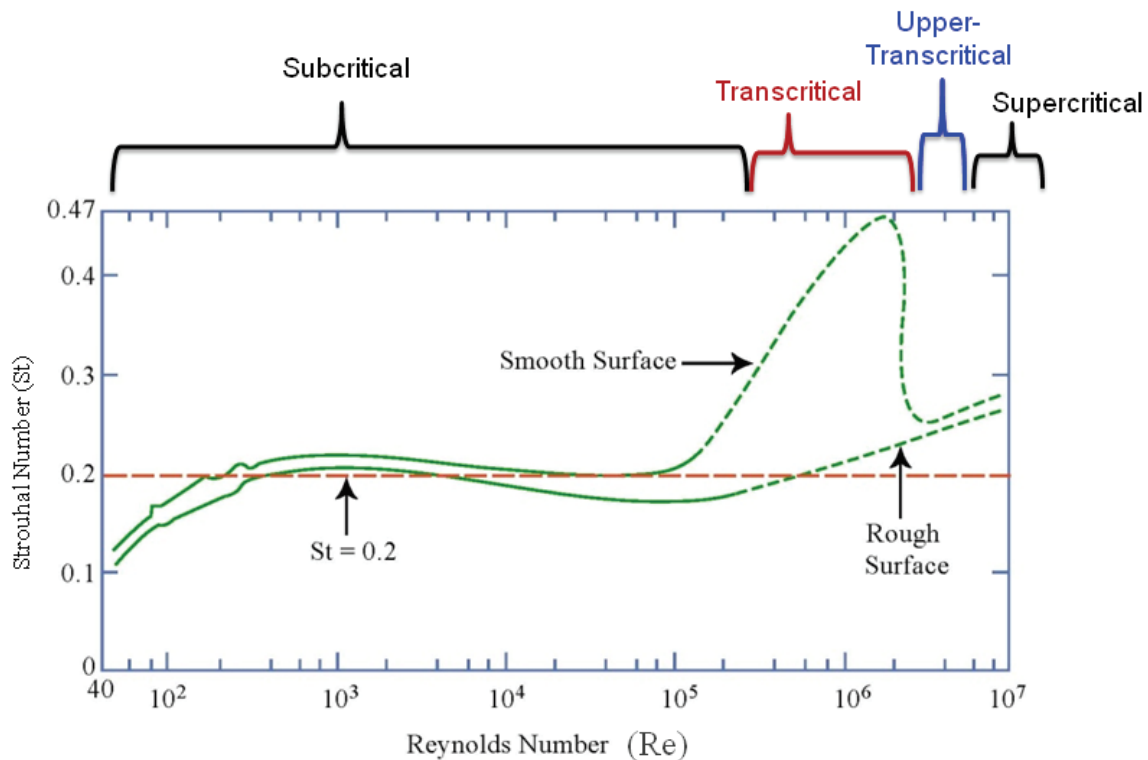 Upper-
Transcritical
Subcritical
Transcritical
Supercritical
0.47
0.4
0.3
0.2
0.1
0
Strouhal Number (St)
Smooth Surface
St = 0.2
Rough
Surface
40 10² 10³ 10⁴ 10⁵ 10⁶ 10⁷
Reynolds Number (Re)